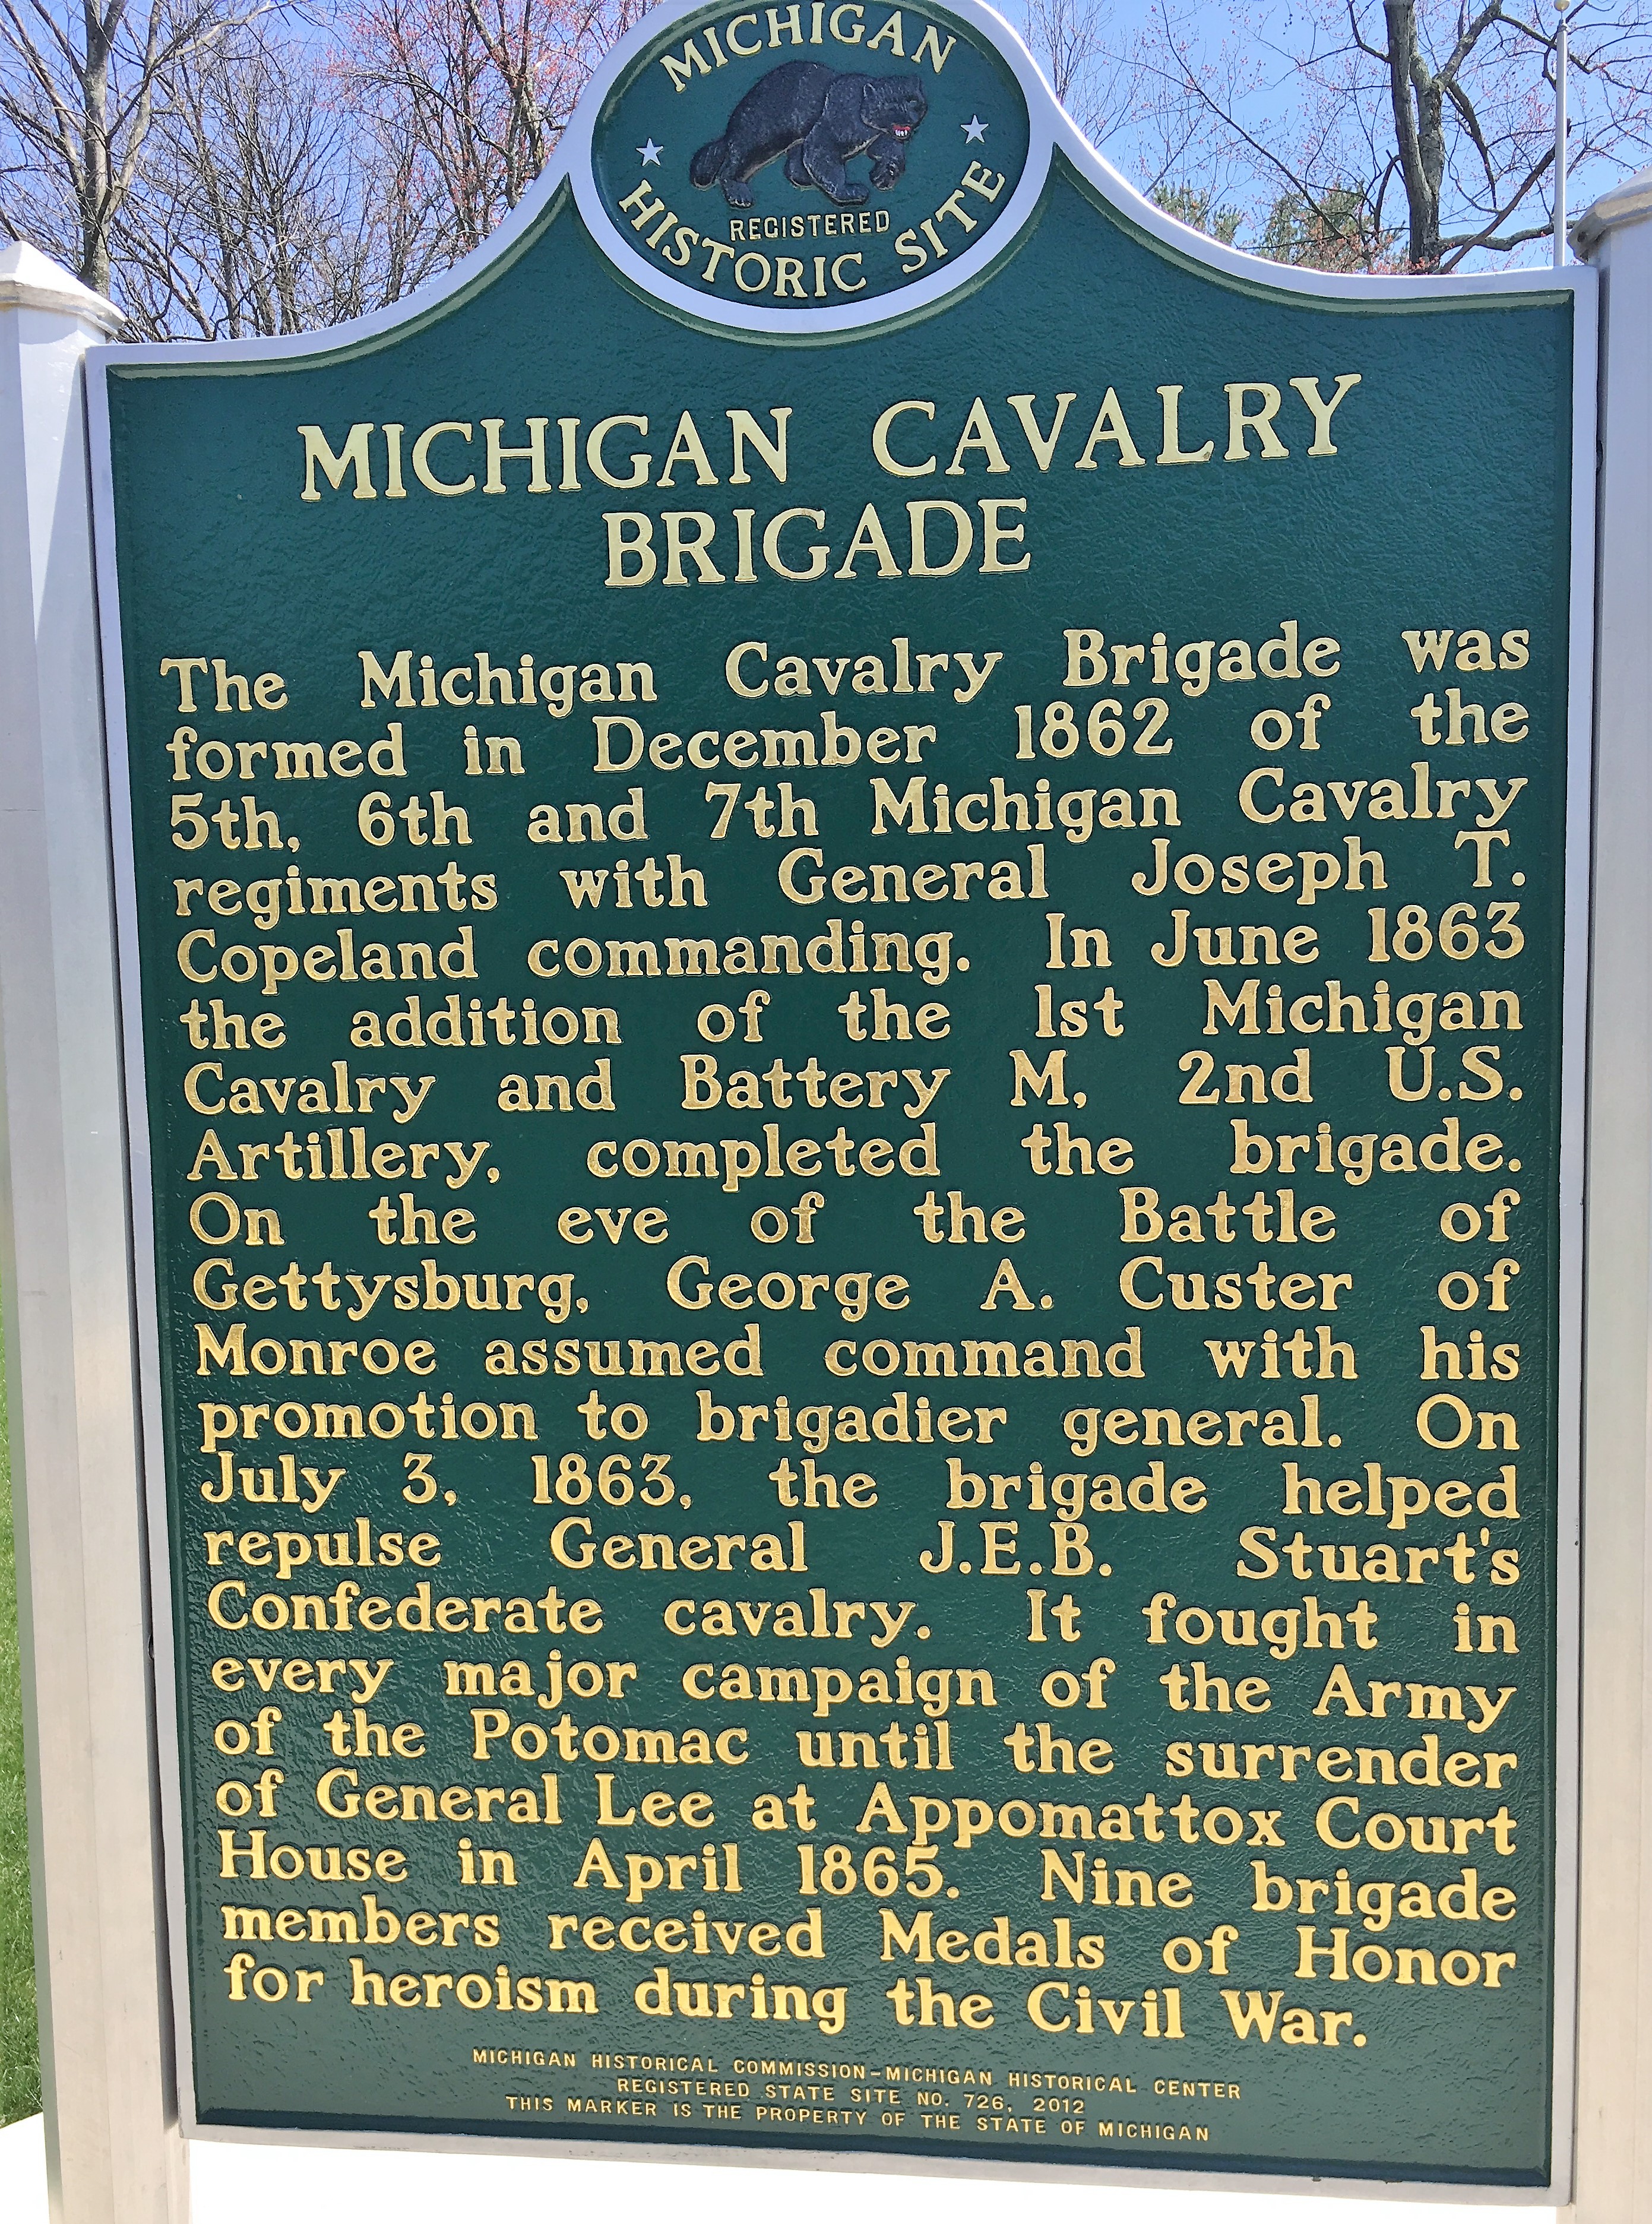 MICHIGAN
REGISTERED
HISTORIC SITE
MICHIGAN CAVALRY
BRIGADE
The Michigan Cavalry Brigade was
formed in December 1862 of the
5th, 6th and 7th Michigan Cavalry
regiments with General Joseph T.
Copeland commanding. In June 1863
the addition of the 1st Michigan
Cavalry and Battery M, 2nd U.S.
Artillery, completed the brigade.
On the eve of the Battle of
Gettysburg, George A. Custer of
Monroe assumed command with his
promotion to brigadier general. On
July 3, 1863, the brigade helped
repulse General J.E.B. Stuart's
Confederate cavalry. It fought in
every major campaign of the Army
of the Potomac until the surrender
of General Lee at Appomattox Court
House in April 1865. Nine brigade
members received Medals of Honor
for heroism during the Civil War.
MICHIGAN HISTORICAL COMMISSION-MICHIGAN HISTORICAL CENTER
REGISTERED STATE SITE NO. 726, 2012
THIS MARKER IS THE PROPERTY OF THE STATE OF MICHIGAN